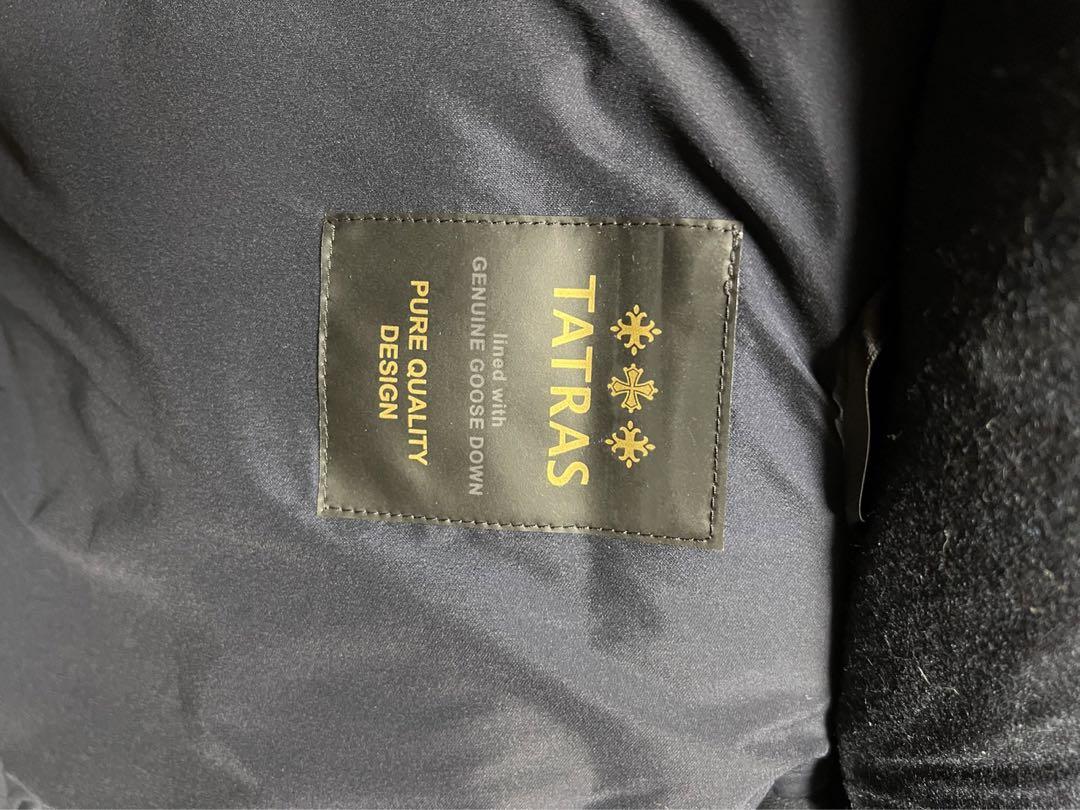 TATRAS
lined with
GENUINE GOOSE DOWN
PURE QUALITY
DESIGN